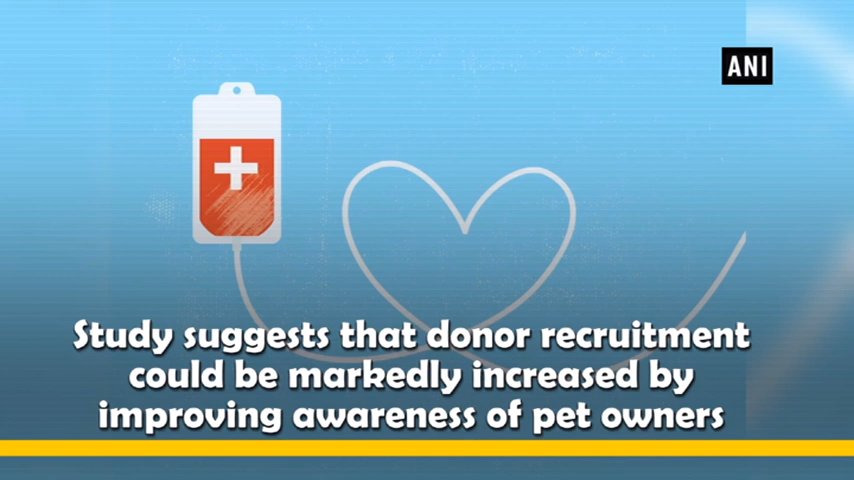 ANI
Study suggests that donor recruitment
could be markedly increased by
improving awareness of pet owners